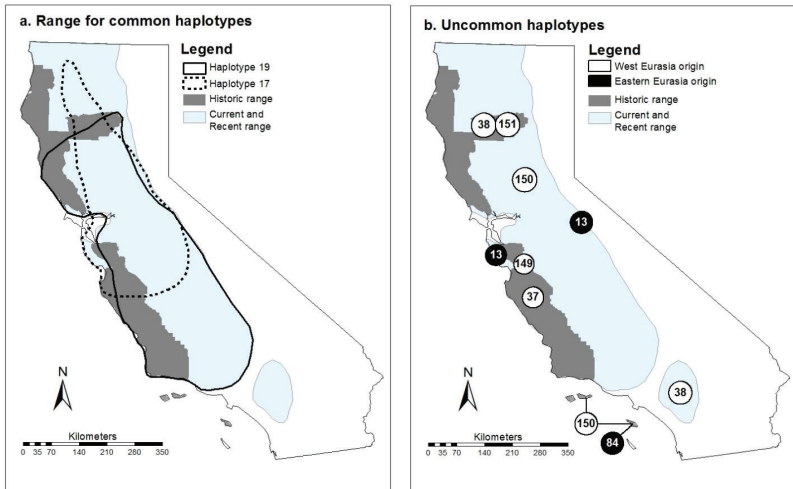 a. Range for common haplotypes
Legend
Haplotype 19
Haplotype 17
Historic range
Current and
Recent range
N
Kilometers
0 35 70 140 210 280 350
b. Uncommon haplotypes
Legend
West Eurasia origin
Eastern Eurasia origin
Historic range
Current and
Recent range
38 151
150
13
13
149
37
38
150
84
N
Kilometers
0 35 70 140 210 280 350